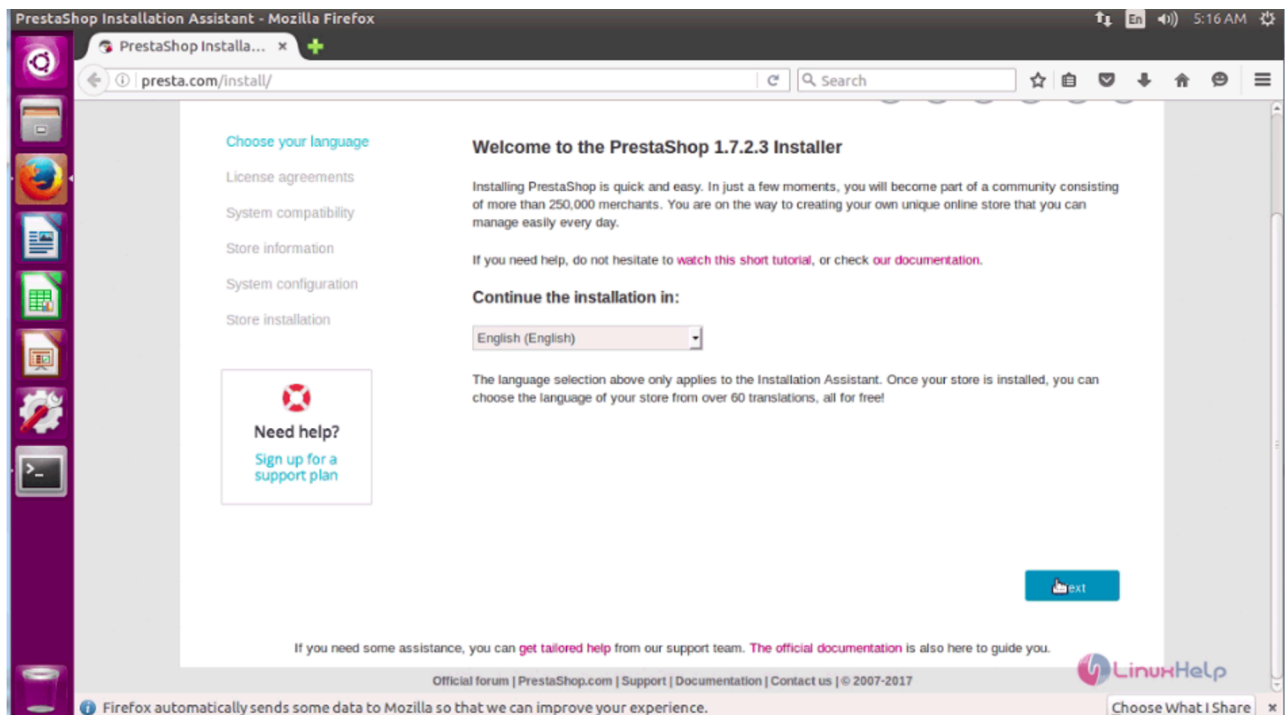 PrestaShop Installation Assistant - Mozilla Firefox
En
5:16 AM
PrestaShop Installa...
presta.com/install/
Search
Choose your language
License agreements
System compatibility
Store information
System configuration
Store installation
Need help?
Sign up for a
support plan
Welcome to the PrestaShop 1.7.2.3 Installer
Installing PrestaShop is quick and easy. In just a few moments, you will become part of a community consisting
of more than 250,000 merchants. You are on the way to creating your own unique online store that you can
manage easily every day.
If you need help, do not hesitate to watch this short tutorial, or check our documentation.
Continue the installation in:
English (English)
The language selection above only applies to the Installation Assistant. Once your store is installed, you can
choose the language of your store from over 60 translations, all for free!
Next
If you need some assistance, you can get tailored help from our support team. The official documentation is also here to guide you.
Official forum | PrestaShop.com | Support | Documentation | Contact us | © 2007-2017
LinuxHelp
Firefox automatically sends some data to Mozilla so that we can improve your experience.
Choose What I Share